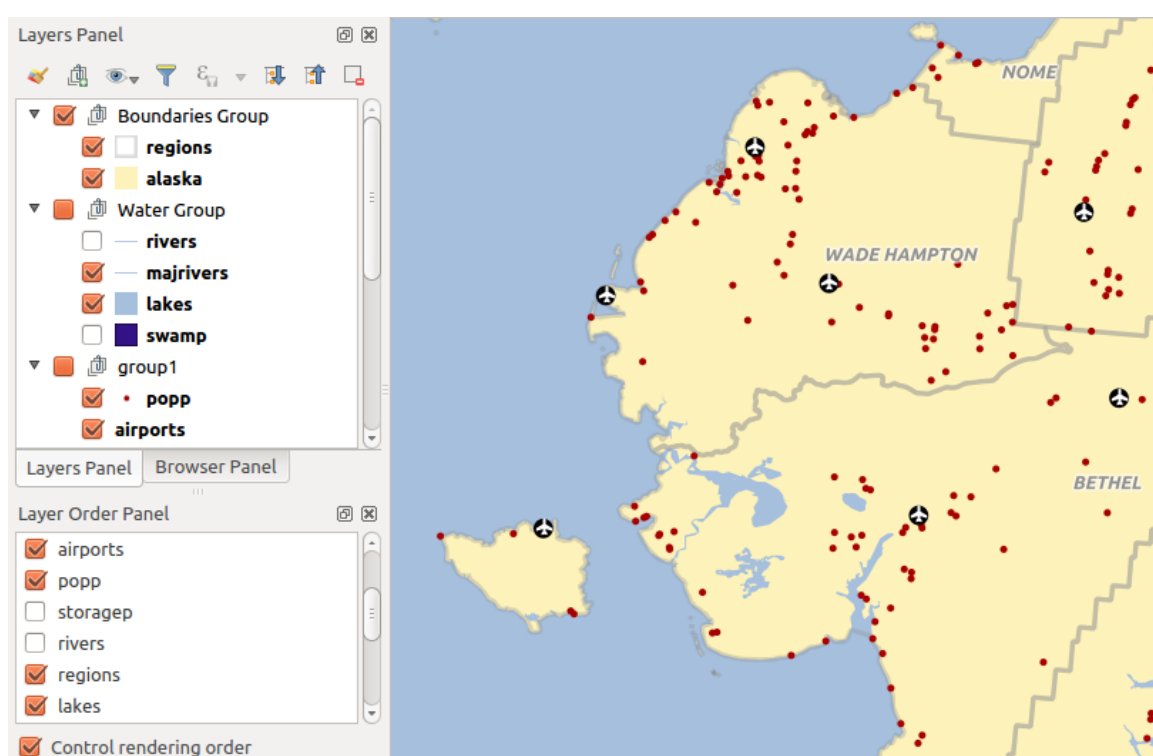 Layers Panel
Boundaries Group
regions
alaska
Water Group
rivers
majrivers
lakes
swamp
group1
popp
airports
Layers Panel
Browser Panel
Layer Order Panel
airports
popp
storagep
rivers
regions
lakes
Control rendering order
NOME
WADE HAMPTON
BETHEL